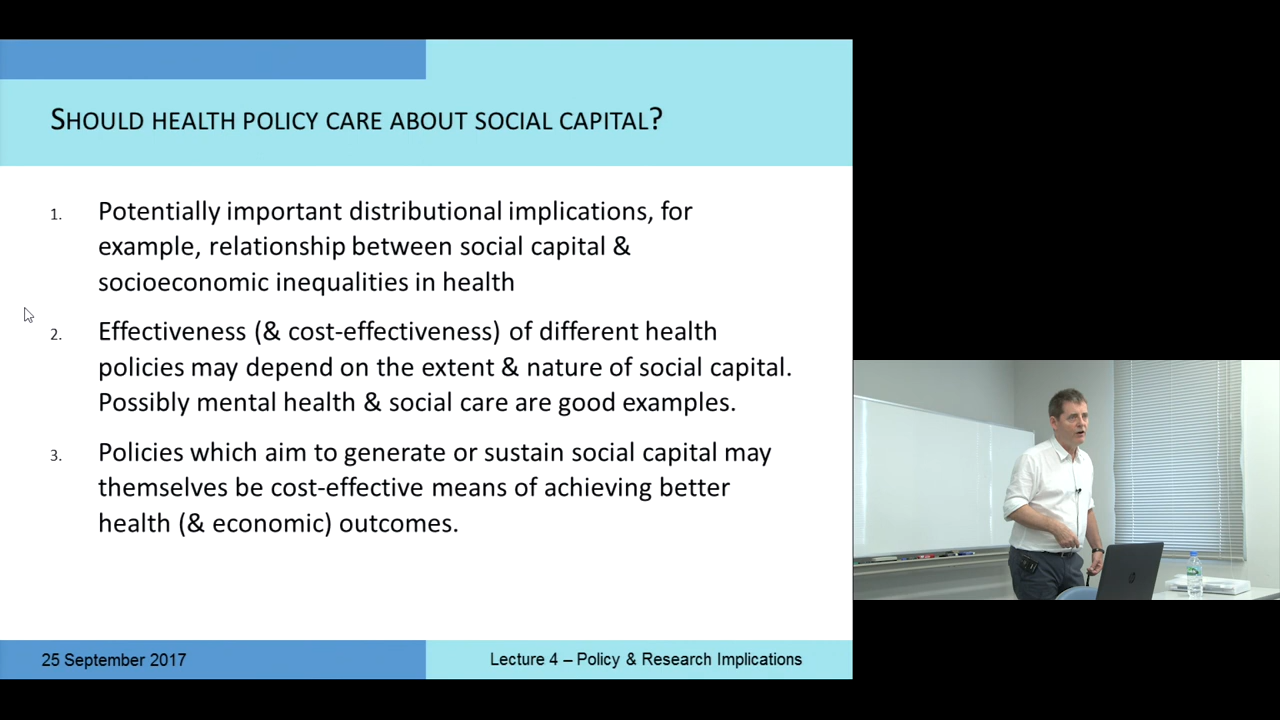 SHOULD HEALTH POLICY CARE ABOUT SOCIAL CAPITAL?
1. Potentially important distributional implications, for
example, relationship between social capital &
socioeconomic inequalities in health
2. Effectiveness (& cost-effectiveness) of different health
policies may depend on the extent & nature of social capital.
Possibly mental health & social care are good examples.
3. Policies which aim to generate or sustain social capital may
themselves be cost-effective means of achieving better
health (& economic) outcomes.
25 September 2017
Lecture 4 – Policy & Research Implications